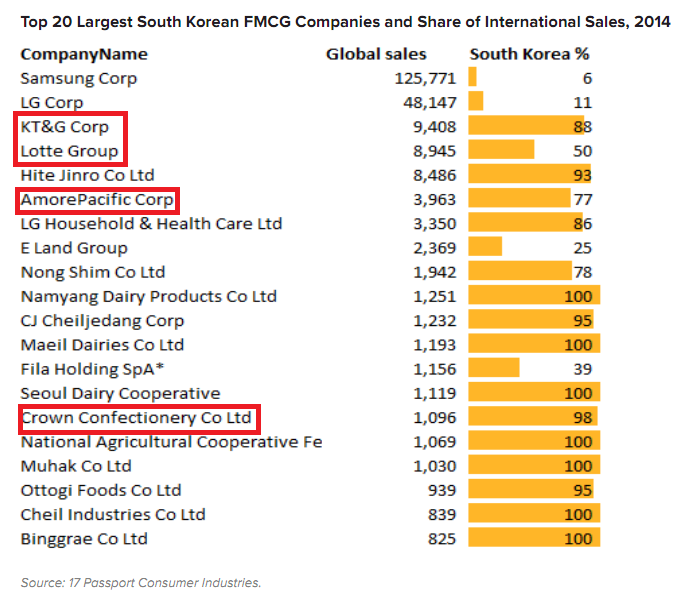 Top 20 Largest South Korean FMCG Companies and Share of International Sales, 2014
CompanyName Global sales South Korea %
Samsung Corp 125,771 6
LG Corp 48,147 11
KT&G Corp 9,408 88
Lotte Group 8,945 50
Hite Jinro Co Ltd 8,486 93
AmorePacific Corp 3,963 77
LG Household & Health Care Ltd 3,350 86
E Land Group 2,369 25
Nong Shim Co Ltd 1,942 78
Namyang Dairy Products Co Ltd 1,251 100
CJ Cheiljedang Corp 1,232 95
Maeil Dairies Co Ltd 1,193 100
Fila Holding SpA* 1,156 39
Seoul Dairy Cooperative 1,119 100
Crown Confectionery Co Ltd 1,096 98
National Agricultural Cooperative Fe 1,069 100
Muhak Co Ltd 1,030 100
Ottogi Foods Co Ltd 939 95
Cheil Industries Co Ltd 839 100
Binggrae Co Ltd 825 100
Source: 17 Passport Consumer Industries.